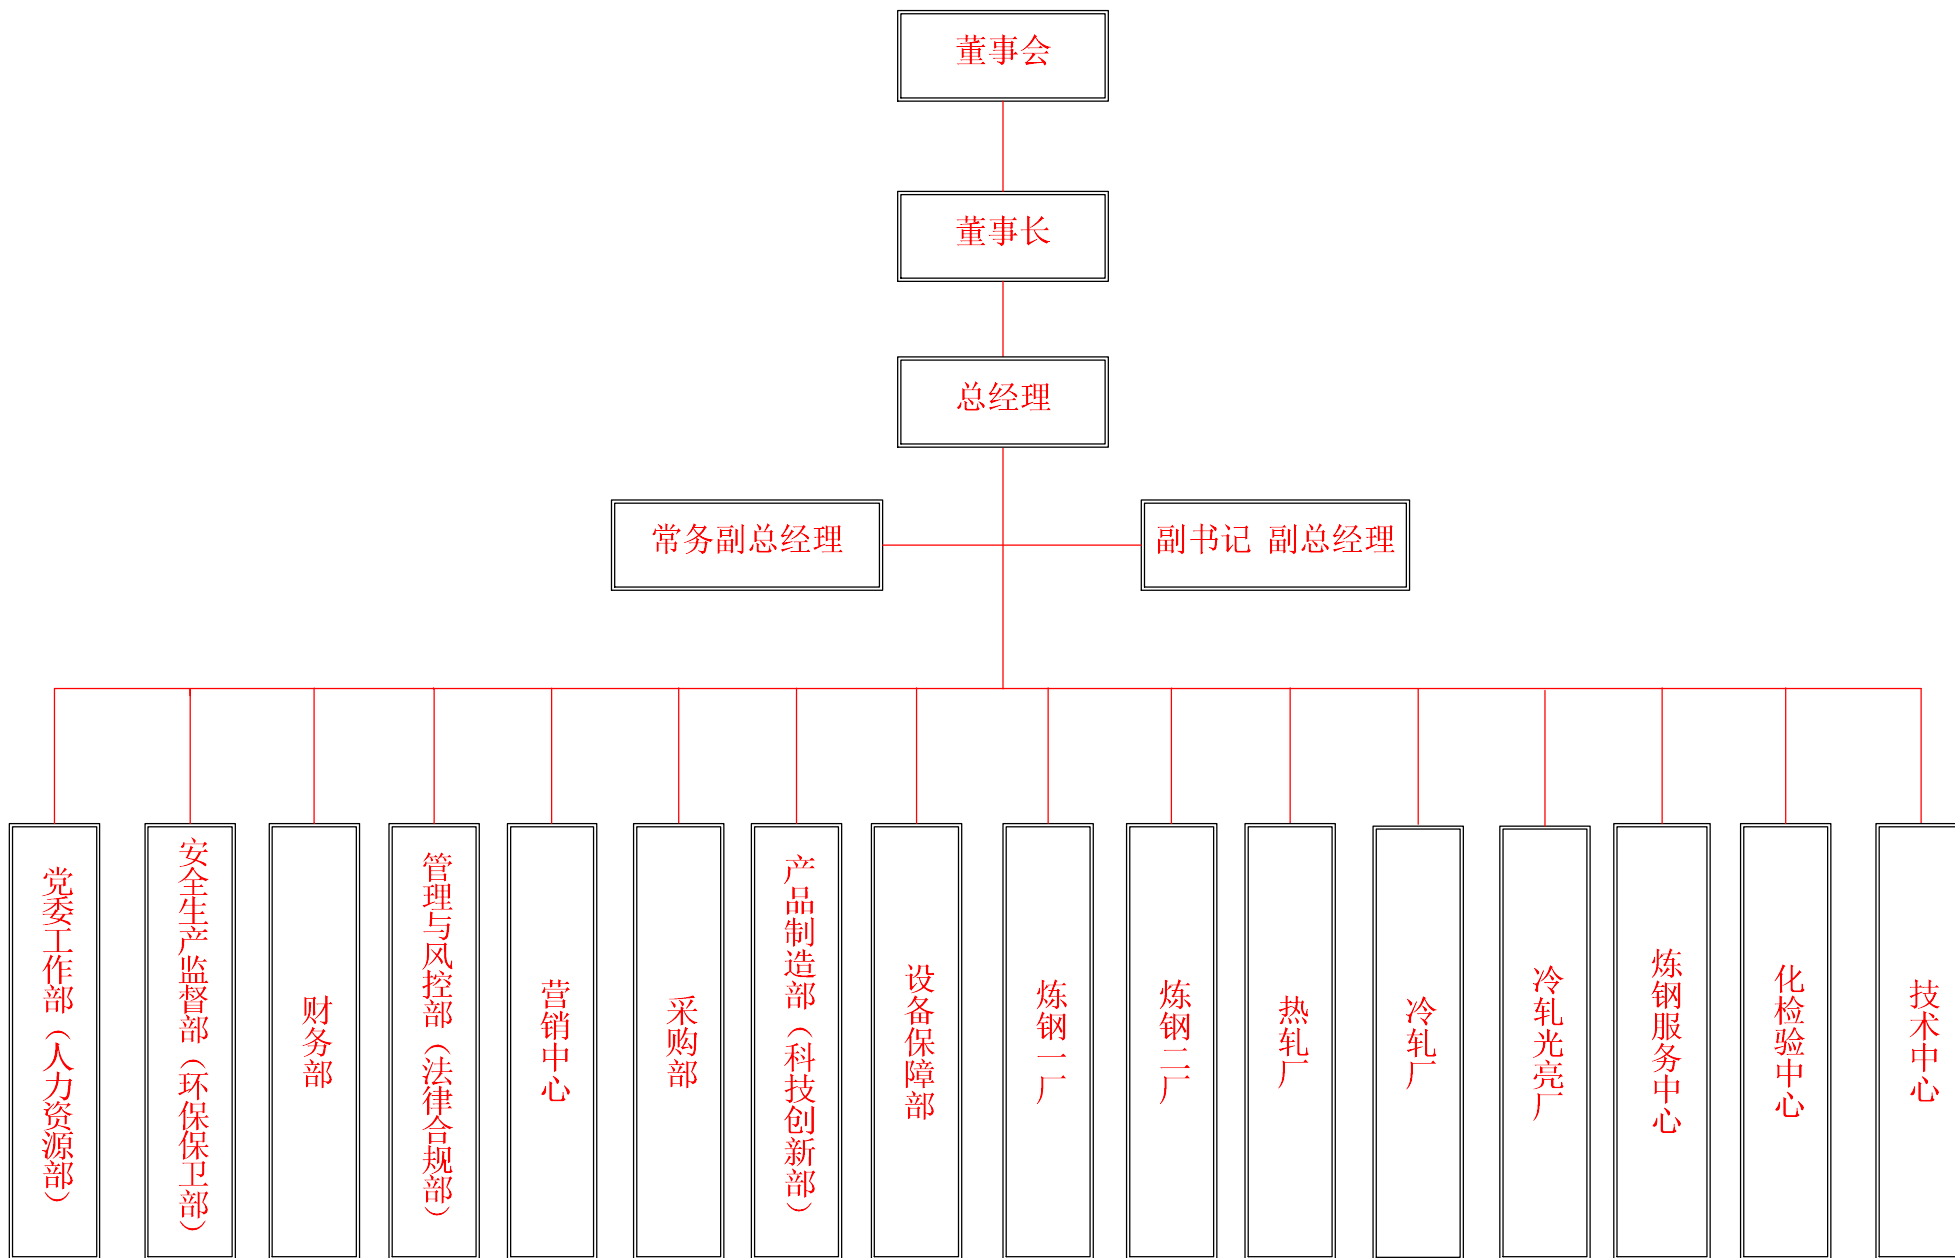 董事会
董事长
总经理
常务副总经理
副书记 副总经理
党委工作部（人力资源部）
安全生产监督部（环保保卫部）
财务部
管理与风控部（法律合规部）
营销中心
采购部
产品制造部（科技创新部）
设备保障部
炼钢一厂
炼钢二厂
热轧厂
冷轧厂
冷轧光亮厂
炼钢服务中心
化检验中心
技术中心